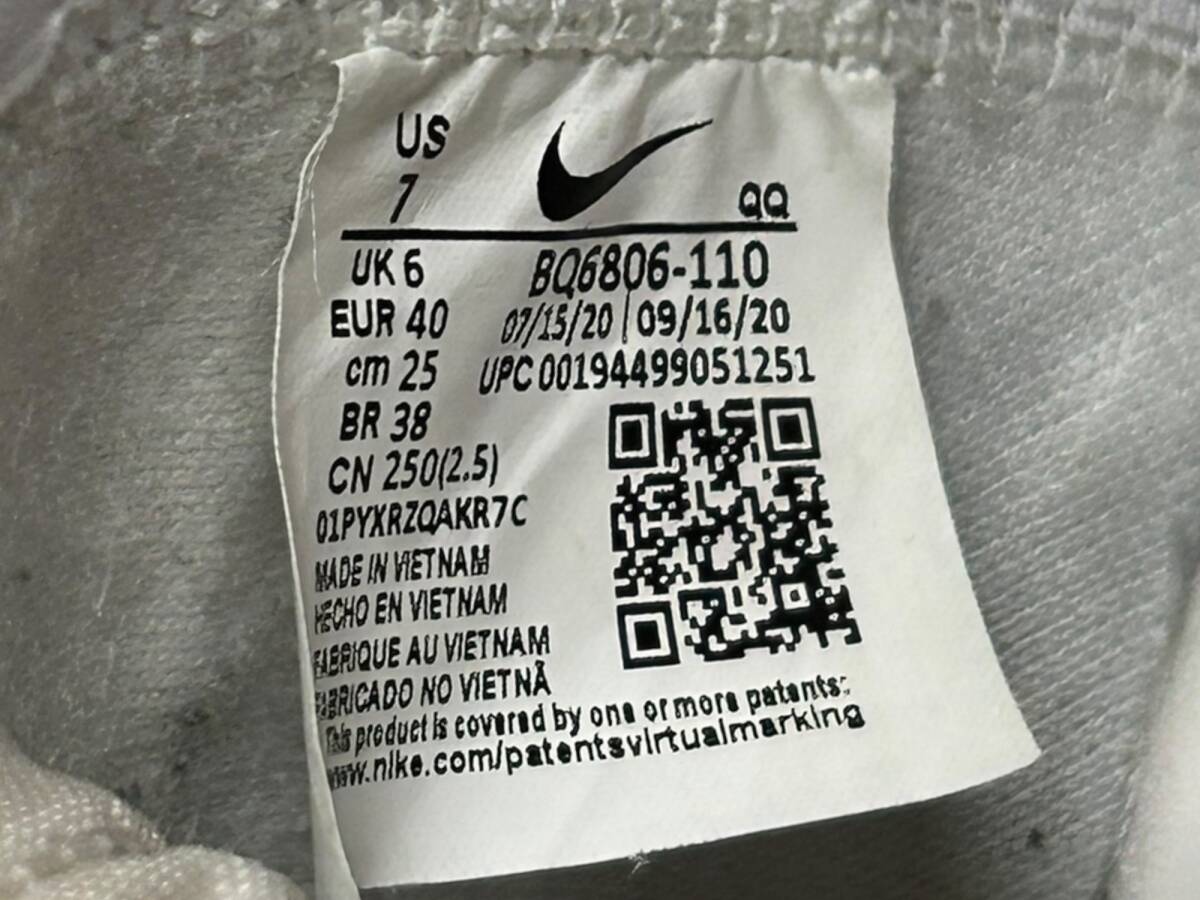 US
7 QQ
UK 6 BQ6806-110
EUR 40 07/15/20 | 09/16/20
cm 25 UPC 00194499051251
BR 38
CN 250(2.5)
01PYXRZQAKR7C
MADE IN VIETNAM
HECHO EN VIETNAM
FABRIQUE AU VIETNAM
FABRICADO NO VIETNÃ
This product is covered by one or more patents:
www.nike.com/patentsvirtualmarking